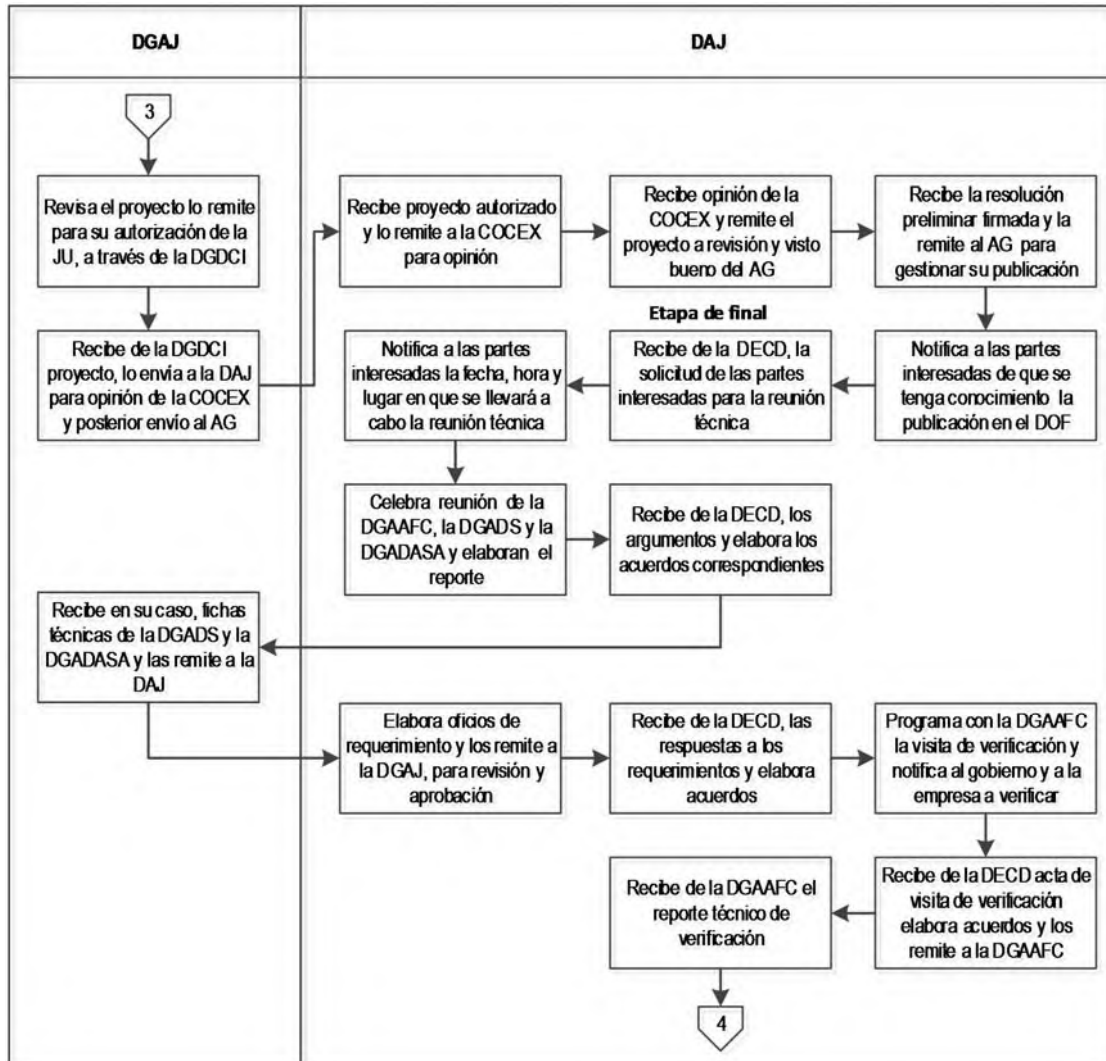 DGAJ
DAJ
3
Revisa el proyecto lo remite
para su autorización de la
JU, a través de la DGDCI
Recibe de la DGDCI
proyecto, lo envía a la DAJ
para opinión de la COCEX
y posterior envío al AG
Recibe proyecto autorizado
y lo remite a la COCEX
para opinión
Recibe opinión de la
COCEX y remite el
proyecto a revisión y visto
bueno del AG
Recibe la resolución
preliminar firmada y la
remite al AG para
gestionar su publicación
Notifica a las partes
interesadas de que se
tenga conocimiento la
publicación en el DOF
Etapa de final
Recibe de la DECD, la
solicitud de las partes
interesadas para la reunión
técnica
Notifica a las partes
interesadas la fecha, hora y
lugar en que se llevará a
cabo la reunión técnica
Celebra reunión de la
DGAAFC, la DGADS y la
DGADASA y elaboran el
reporte
Recibe de la DECD, los
argumentos y elabora los
acuerdos correspondientes
Recibe en su caso, fichas
técnicas de la DGADS y la
DGADASA y las remite a la
DAJ
Elabora oficios de
requerimiento y los remite a
la DGAJ, para revisión y
aprobación
Recibe de la DECD, las
respuestas a los
requerimientos y elabora
acuerdos
Programa con la DGAAFC
la visita de verificación y
notifica al gobierno y a la
empresa a verificar
Recibe de la DECD acta de
visita de verificación
elabora acuerdos y los
remite a la DGAAFC
Recibe de la DGAAFC el
reporte técnico de
verificación
4